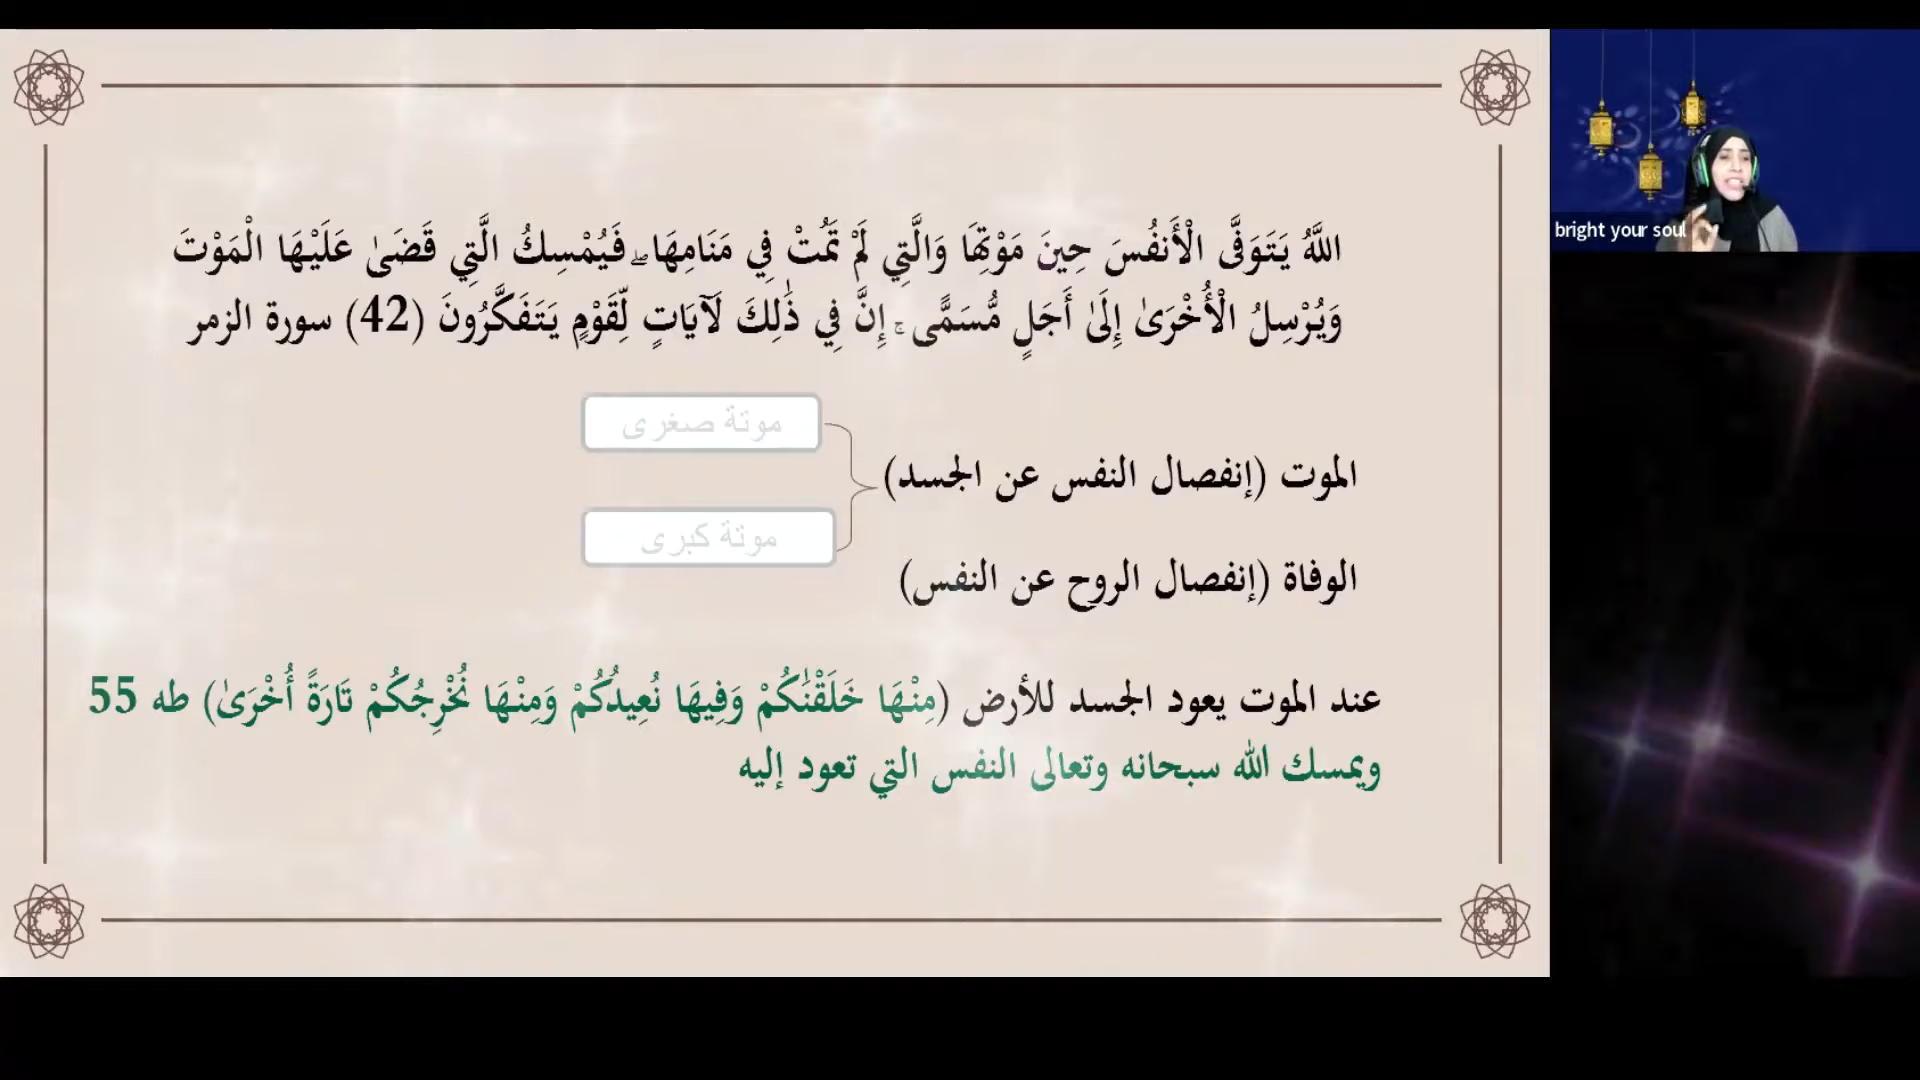 اللَّهُ يَتَوَفَّى الْأَنفُسَ حِينَ مَوْتِهَا وَالَّتِي لَمْ تَمُتْ فِي مَنَامِهَا ۖ فَيُمْسِكُ الَّتِي قَضَىٰ عَلَيْهَا الْمَوْتَ
وَيُرْسِلُ الْأُخْرَىٰ إِلَىٰ أَجَلٍ مُّسَمًّى ۚ إِنَّ فِي ذَٰلِكَ لَآيَاتٍ لِّقَوْمٍ يَتَفَكَّرُونَ (42) سورة الزمر
موتة صغرى
الموت (إنفصال النفس عن الجسد)
موتة كبرى
الوفاة (إنفصال الروح عن النفس)
عند الموت يعود الجسد للأرض (مِنْهَا خَلَقْنَٰكُمْ وَفِيهَا نُعِيدُكُمْ وَمِنْهَا نُخْرِجُكُمْ تَارَةً أُخْرَىٰ) طه 55
ويمسك الله سبحانه وتعالى النفس التي تعود إليه
bright your soul